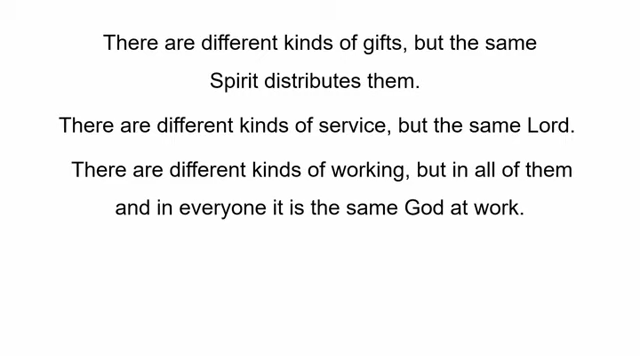 There are different kinds of gifts, but the same
Spirit distributes them.
There are different kinds of service, but the same Lord.
There are different kinds of working, but in all of them
and in everyone it is the same God at work.